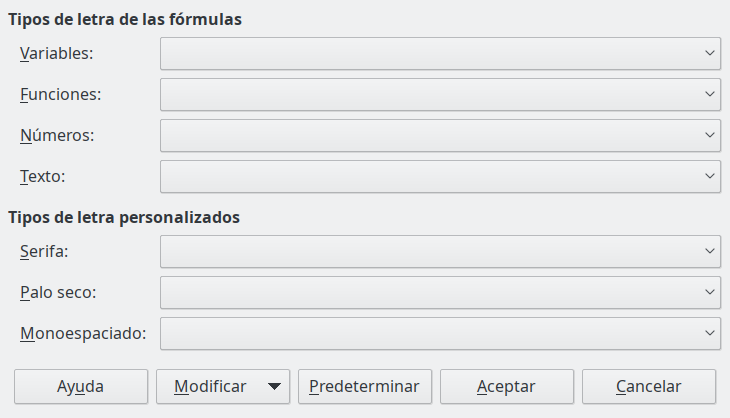 Tipos de letra de las fórmulas
Variables:
Funciones:
Números:
Texto:
Tipos de letra personalizados
Serifa:
Palo seco:
Monoespaciado:
Ayuda Modificar Predeterminar Aceptar Cancelar